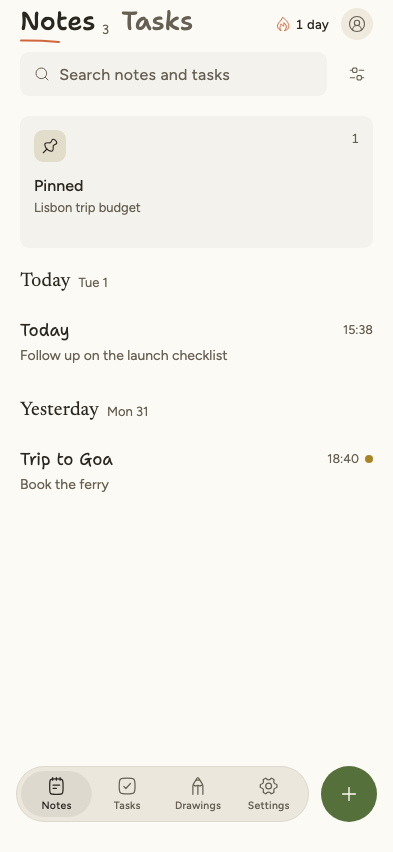 Notes 3 Tasks 1 day
Search notes and tasks
1
Pinned
Lisbon trip budget
Today Tue 1
Today 15:38
Follow up on the launch checklist
Yesterday Mon 31
Trip to Goa 18:40
Book the ferry
Notes Tasks Drawings Settings